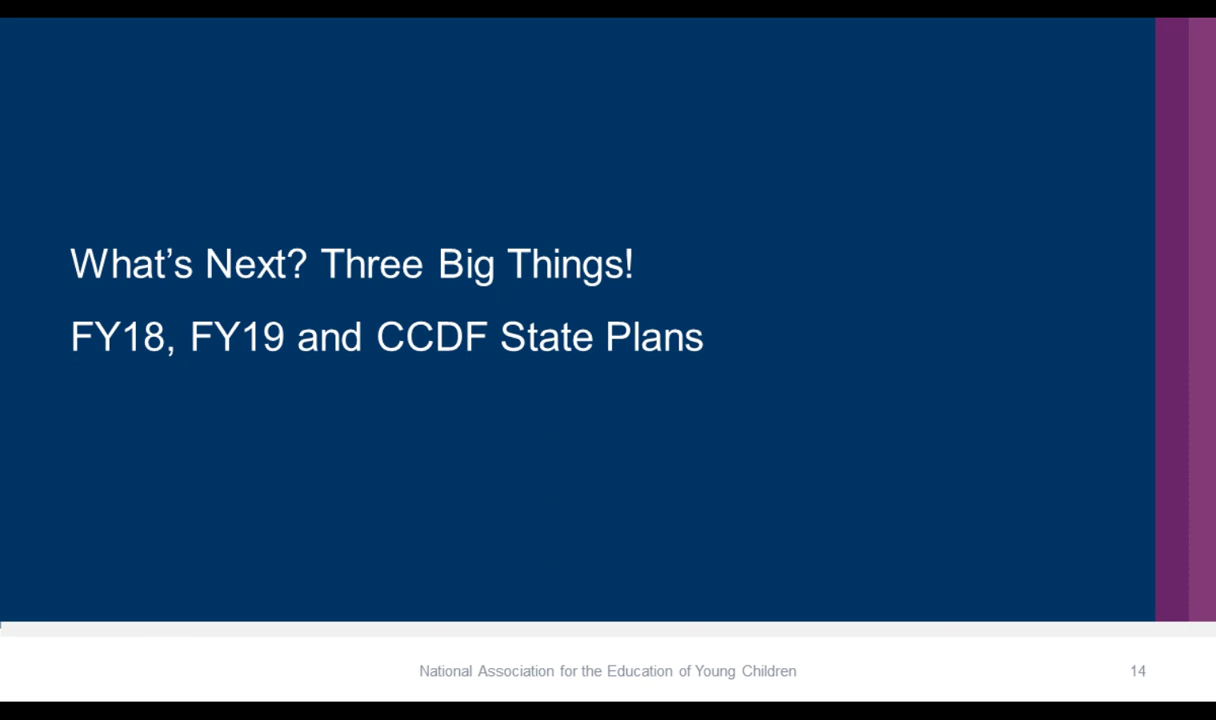 What’s Next? Three Big Things!
FY18, FY19 and CCDF State Plans
National Association for the Education of Young Children
14